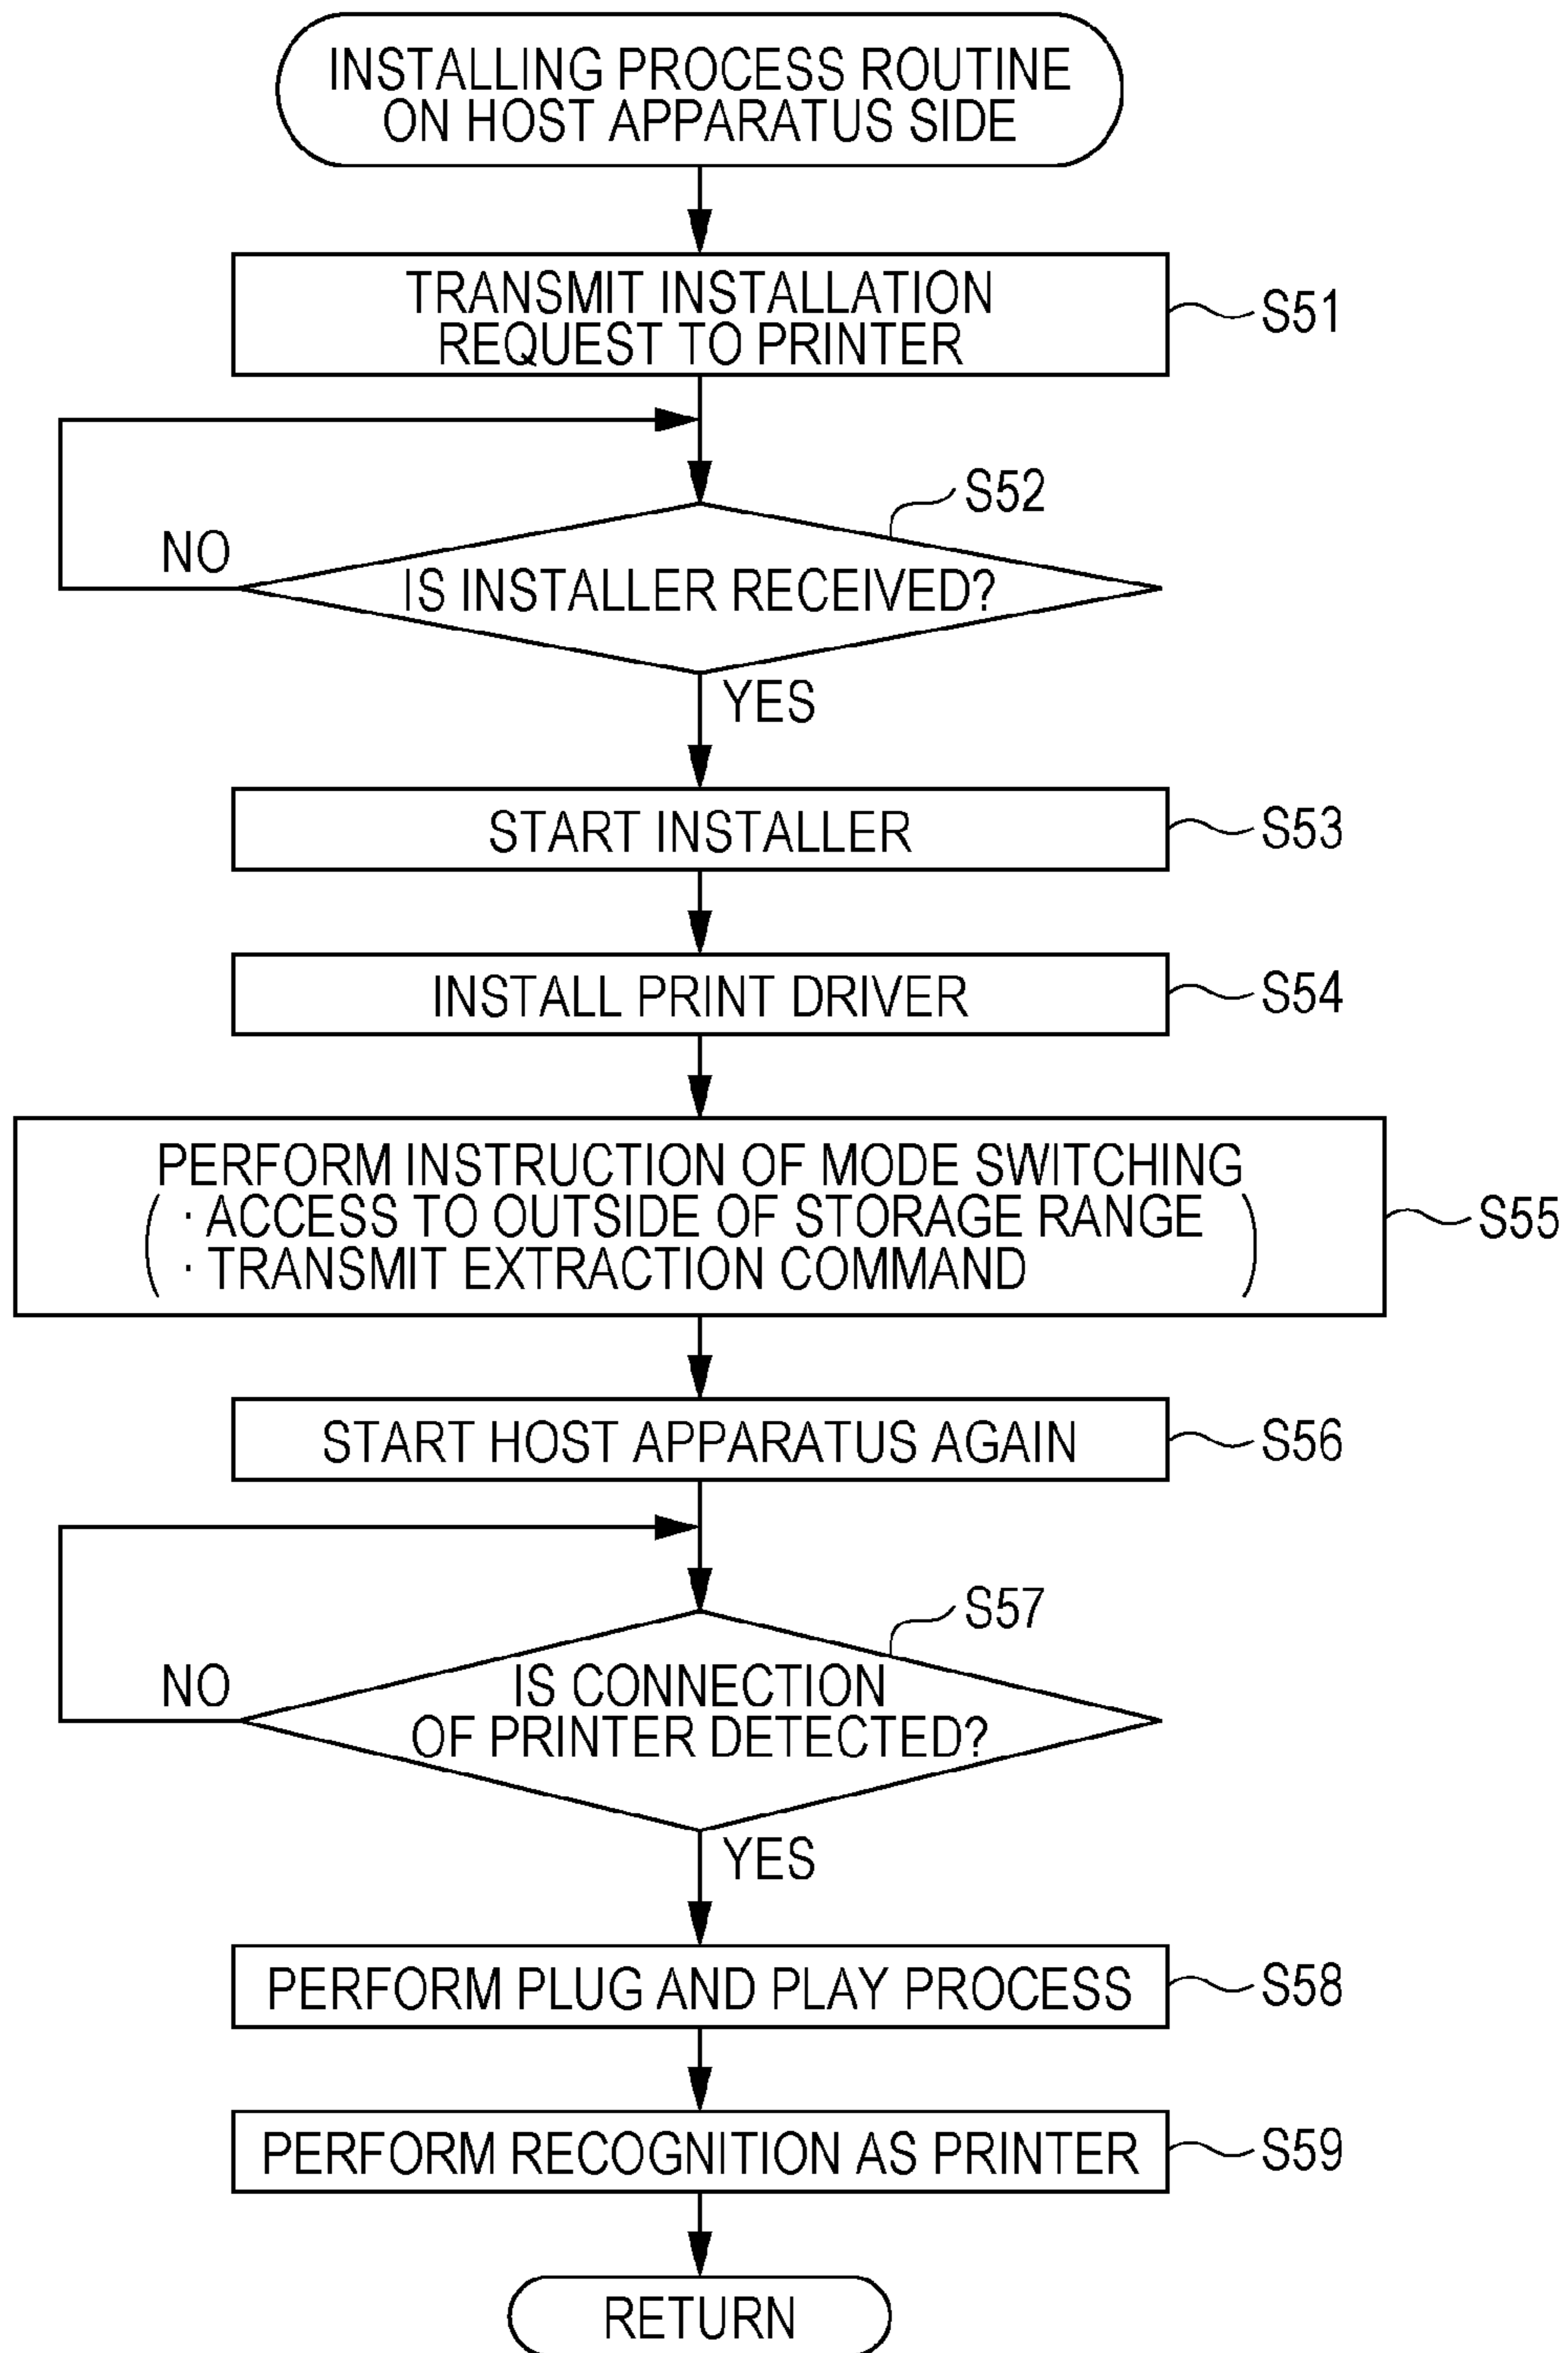 INSTALLING PROCESS ROUTINE
ON HOST APPARATUS SIDE
TRANSMIT INSTALLATION
REQUEST TO PRINTER
S51
S52
NO
IS INSTALLER RECEIVED?
YES
START INSTALLER
S53
INSTALL PRINT DRIVER
S54
PERFORM INSTRUCTION OF MODE SWITCHING
( · ACCESS TO OUTSIDE OF STORAGE RANGE
· TRANSMIT EXTRACTION COMMAND )
S55
START HOST APPARATUS AGAIN
S56
S57
NO
IS CONNECTION
OF PRINTER DETECTED?
YES
PERFORM PLUG AND PLAY PROCESS
S58
PERFORM RECOGNITION AS PRINTER
S59
RETURN